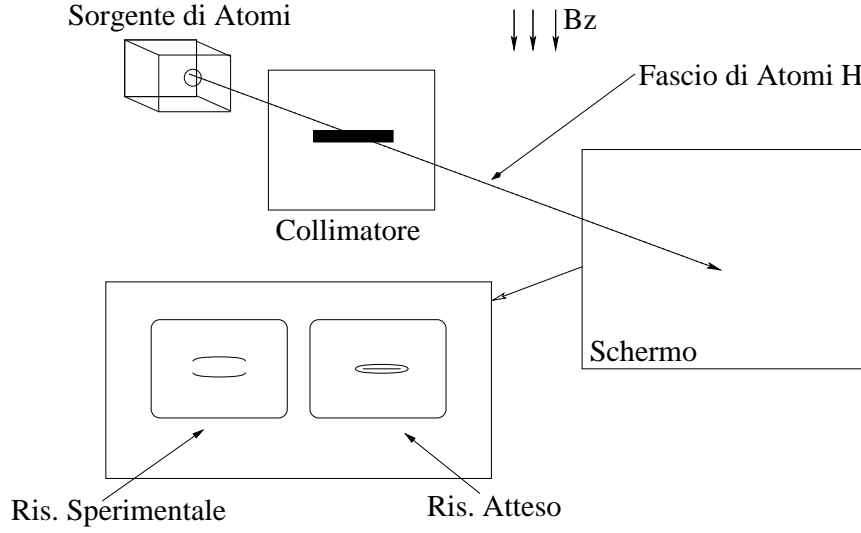 Sorgente di Atomi
Bz
Fascio di Atomi H
Collimatore
Schermo
Ris. Sperimentale
Ris. Atteso